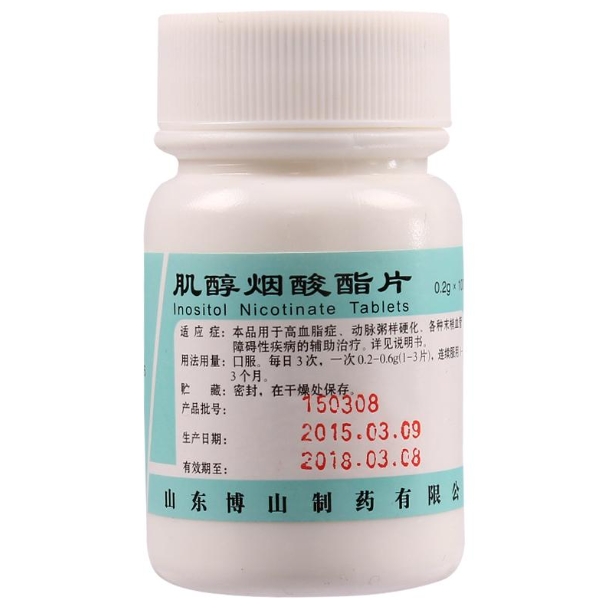 肌醇烟酸酯片 0.2g×10
Inositol Nicotinate Tablets
适应症：本品用于高血脂症、动脉粥样硬化、各种末梢血管
障碍性疾病的辅助治疗。详见说明书。
用法用量：口服。每日3次，一次0.2-0.6g(1-3片)，连续服用1-
3个月。
贮藏：密封，在干燥处保存。
产品批号： 150308
生产日期： 2015.03.09
有效期至： 2018.03.08
山东博山制药有限公